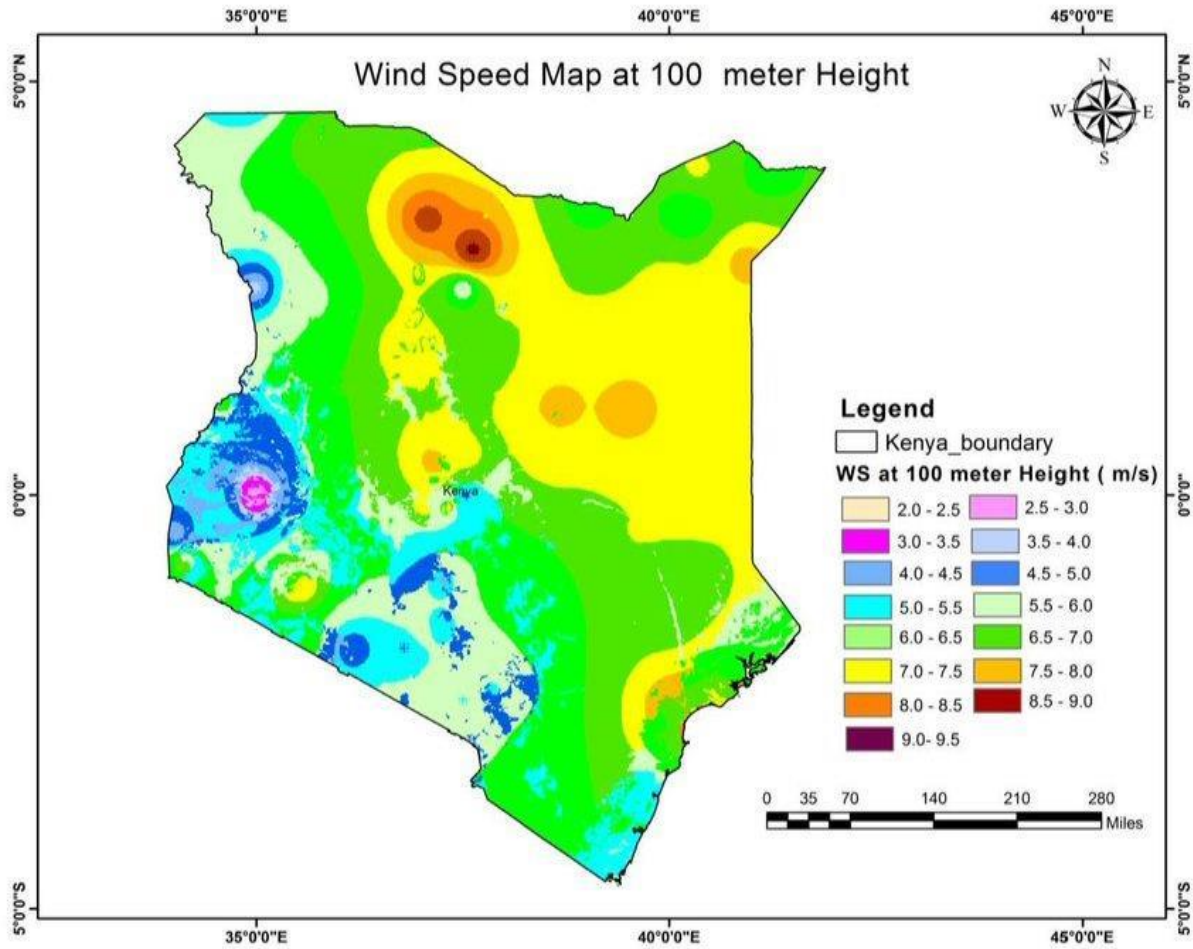 35°0'0"E 40°0'0"E 45°0'0"E
Wind Speed Map at 100 meter Height
N
W E
S
5°0'0"N 5°0'0"N
Kenya
0°0'0" 0°0'0"
Legend
Kenya_boundary
WS at 100 meter Height ( m/s)
2.0 - 2.5 2.5 - 3.0
3.0 - 3.5 3.5 - 4.0
4.0 - 4.5 4.5 - 5.0
5.0 - 5.5 5.5 - 6.0
6.0 - 6.5 6.5 - 7.0
7.0 - 7.5 7.5 - 8.0
8.0 - 8.5 8.5 - 9.0
9.0- 9.5
0 35 70 140 210 280
Miles
5°0'0"S 5°0'0"S
35°0'0"E 40°0'0"E 45°0'0"E